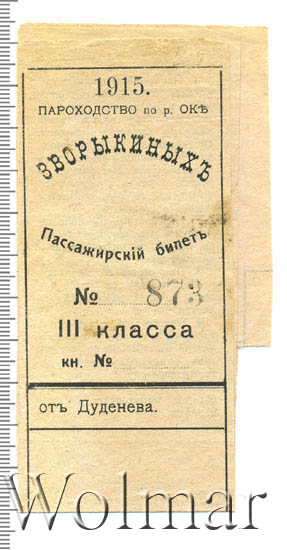 1915.
ПАРОХОДСТВО по р. ОКѢ
ЗВОРЫКИНЫХЪ
Пассажирскій билетъ
№ 873
III класса
кн. №
отъ Дуденева.
Wolmar